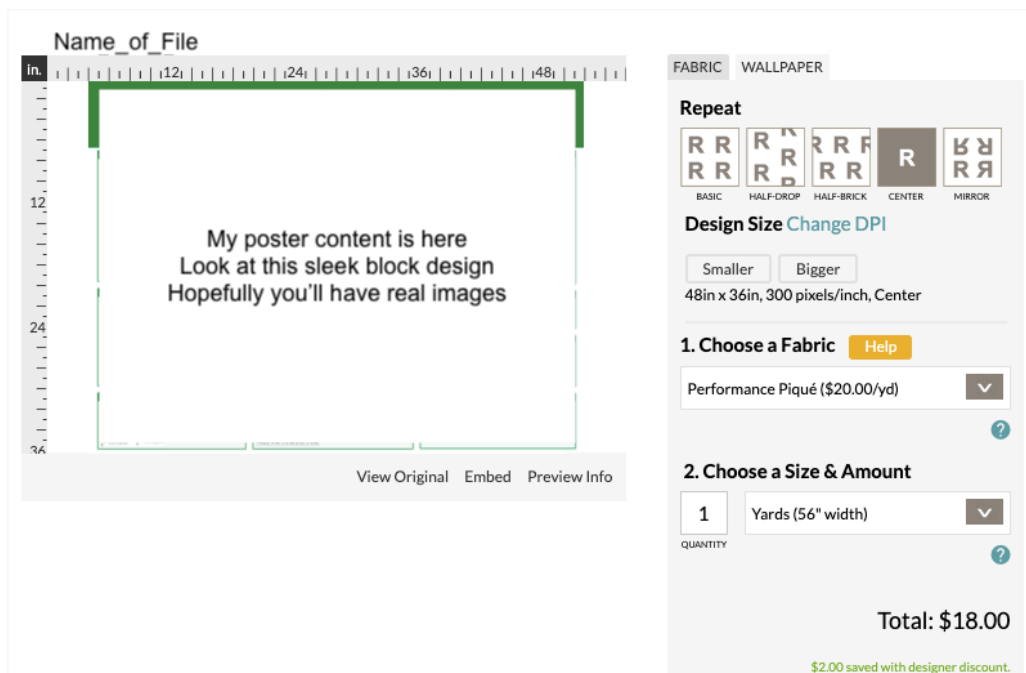 Name_of_File
in.
12 24 36 48
12
24
36
My poster content is here
Look at this sleek block design
Hopefully you'll have real images
View Original Embed Preview Info
FABRIC WALLPAPER
Repeat
R R R R
R R R
R R R R R
R
R R R R
BASIC HALF-DROP HALF-BRICK CENTER MIRROR
Design Size Change DPI
Smaller Bigger
48in x 36in, 300 pixels/inch, Center
1. Choose a Fabric Help
Performance Piqué ($20.00/yd)
?
2. Choose a Size & Amount
1 Yards (56" width)
QUANTITY
?
Total: $18.00
$2.00 saved with designer discount.